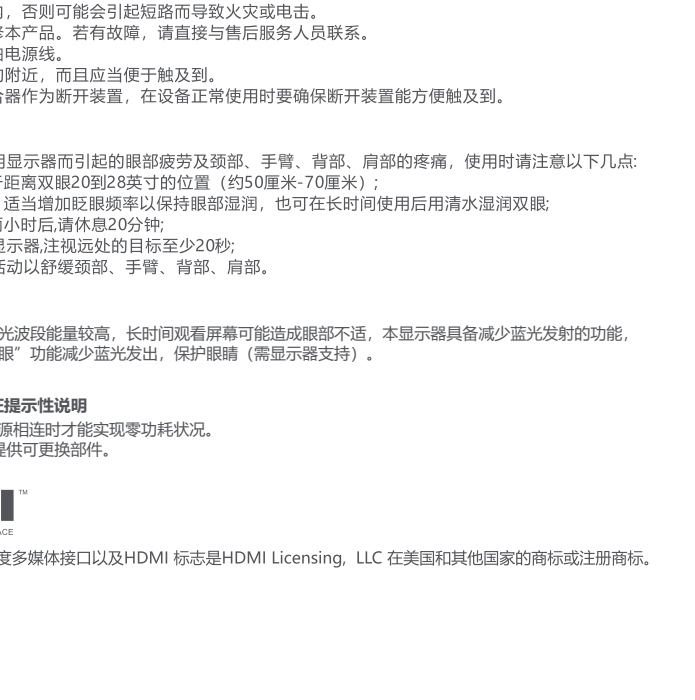 ，否则可能会引起短路而导致火灾或电击。
本产品。若有故障，请直接与售后服务人员联系。
电源线。
附近，而且应当便于触及到。
器作为断开装置，在设备正常使用时要确保断开装置能方便触及到。
显示器而引起的眼部疲劳及颈部、手臂、背部、肩部的疼痛，使用时请注意以下几点:
距离双眼20到28英寸的位置（约50厘米-70厘米）;
适当增加眨眼频率以保持眼部湿润，也可在长时间使用后用清水湿润双眼;
小时后,请休息20分钟;
显示器,注视远处的目标至少20秒;
活动以舒缓颈部、手臂、背部、肩部。
光波段能量较高，长时间观看屏幕可能造成眼部不适，本显示器具备减少蓝光发射的功能，
眼”功能减少蓝光发出，保护眼睛（需显示器支持）。
提示性说明
源相连时才能实现零功耗状况。
提供可更换部件。
I™
ACE
度多媒体接口以及HDMI 标志是HDMI Licensing, LLC 在美国和其他国家的商标或注册商标。